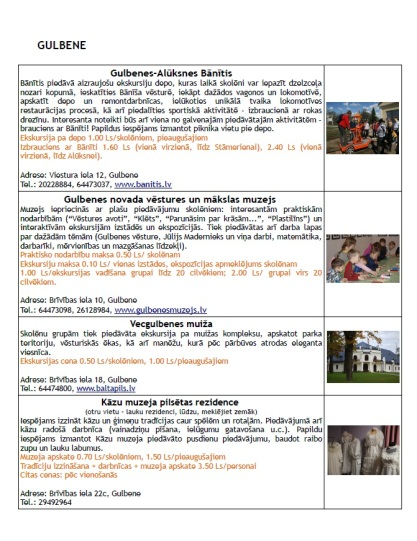 GULBENE
Gulbenes-Alūksnes Bānītis
Bānītis piedāvā aizraujošu ekskursiju depo, kuras laikā skolēni var iepazīt dzelzceļa
nozari kopumā, ieskatīties Bānīša vēsturē, iekāpt dažādos vagonos un lokomotīvē,
apskatīt depo un remontdarbnīcas, ielūkoties unikālā tvaika lokomotīves
restaurācijas procesā, kā arī piedalīties sportiskā aktivitātē - izbraucienā ar rokas
drezīnu. Interesanta noteikti būs arī viena no galvenajām piedātajām aktivitātēm -
brauciens ar Bānīti! Papildus iespējams izmantot piknika vietu pie depo.
Ekskursija pa depo 1.00 Ls/skolēniem, 1.50 Ls/pieaugušajiem
Izbrauciens ar Bānīti 1.60 Ls (vienā virzienā, līdz Stāmerienai), 2.40 Ls (vienā
virzienā, līdz Alūksnei).
Adrese: Viestura iela 12, Gulbene
Tel.: 20228884, 64473037, www.banitis.lv
Gulbenes novada vēstures un mākslas muzejs
Muzejs iepriecinās ar plašu piedāvājumu skolēniem: interesantām praktiskām
nodarbībām ("Vēstures avoti", "Klēts", "Parunāsim par krāsām...", "Plastilīns") un
interaktīvām ekskursijām izstādēs un ekspozīcijās. Tiek piedāvātas arī darba lapas
par dažādām tēmām (Gulbenes vēsture, Jūlijs Madernieks un viņa darbi, matemātika,
darbarīki, mērvienības un mazgāšanas līdzekļi).
Praktisko nodarbību maksa 0.50 Ls/ skolēnam
Ekskursiju maksa 0.10 Ls/ vienas izstādes, ekspozīcijas apmeklējums skolēnam
1.00 Ls/ekskursijas vadīšana grupai līdz 20 cilvēkiem; 2.00 Ls/ grupai virs 20
cilvēkiem.
Adrese: Brīvības iela 10, Gulbene
Tel.: 64473098, 26128984, www.gulbenesmuzejs.lv
Vecgulbenes muiža
Skolēnu grupām tiek piedāvāta ekskursija pa muižas kompleksu, apskatot parka
teritoriju, vēsturiskās ēkas, kā arī manēžu, kurā pēc pārbūves atrodas eleganta
viesnīca.
Ekskursijas cena 0.50 Ls/skolēniem, 1.00 Ls/pieaugušajiem
Adrese: Brīvības iela 18, Gulbene
Tel.: 64474800, www.baltapils.lv
Kāzu muzeja pilsētas rezidence
(otru vietu - lauku rezidenci, lūdzu, meklējiet zemāk)
Iespējams izzināt kāzu un ģimeņu tradīcijas caur spēlēm un rotaļām. Piedāvājumā arī
kāzu radošā darbnīca (vainadziņu pīšana, ielūgumu gatavošana u.c.). Papildu
iespējams izmantot Kāzu muzeja piedāvāto pusdienu piedāvājumu, baudot raibo
zupu un lauku labumus.
Muzeja apskate 0.70 Ls/skolēniem, 1.50 Ls/pieaugušajiem
Tradīciju izzināšana + darbnīcas + muzeja apskate 3.50 Ls/personai
Citas cenas: pēc vienošanās
Adrese: Brīvības iela 22c, Gulbene
Tel.: 29492964